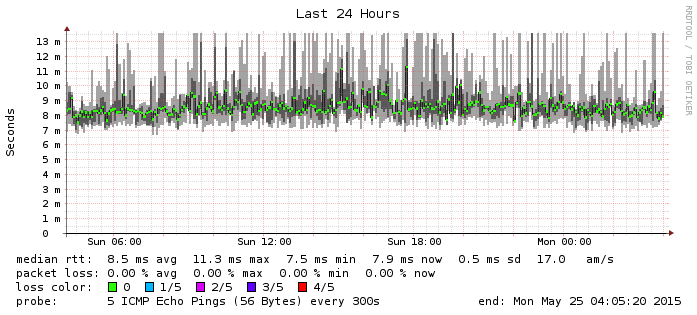 Last 24 Hours
RRDTOOL / TOBI OETIKER
Seconds
13 m
12 m
11 m
10 m
9 m
8 m
7 m
6 m
5 m
4 m
3 m
2 m
1 m
0
Sun 06:00 Sun 12:00 Sun 18:00 Mon 00:00
median rtt: 8.5 ms avg 11.3 ms max 7.5 ms min 7.9 ms now 0.5 ms sd 17.0 am/s
packet loss: 0.00 % avg 0.00 % max 0.00 % min 0.00 % now
loss color: 0 1/5 2/5 3/5 4/5
probe: 5 ICMP Echo Pings (56 Bytes) every 300s end: Mon May 25 04:05:20 2015